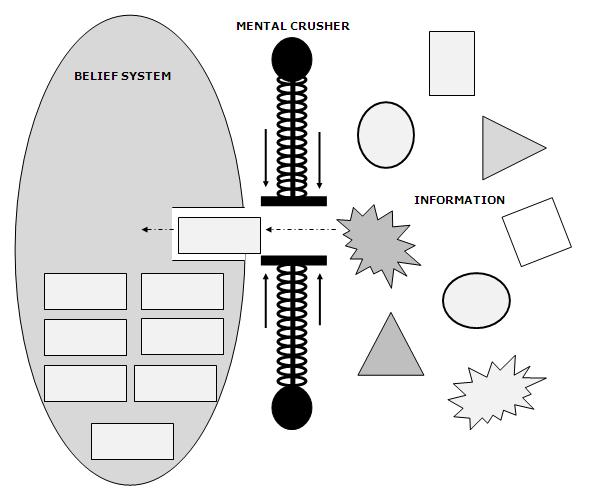 MENTAL CRUSHER
BELIEF SYSTEM
INFORMATION